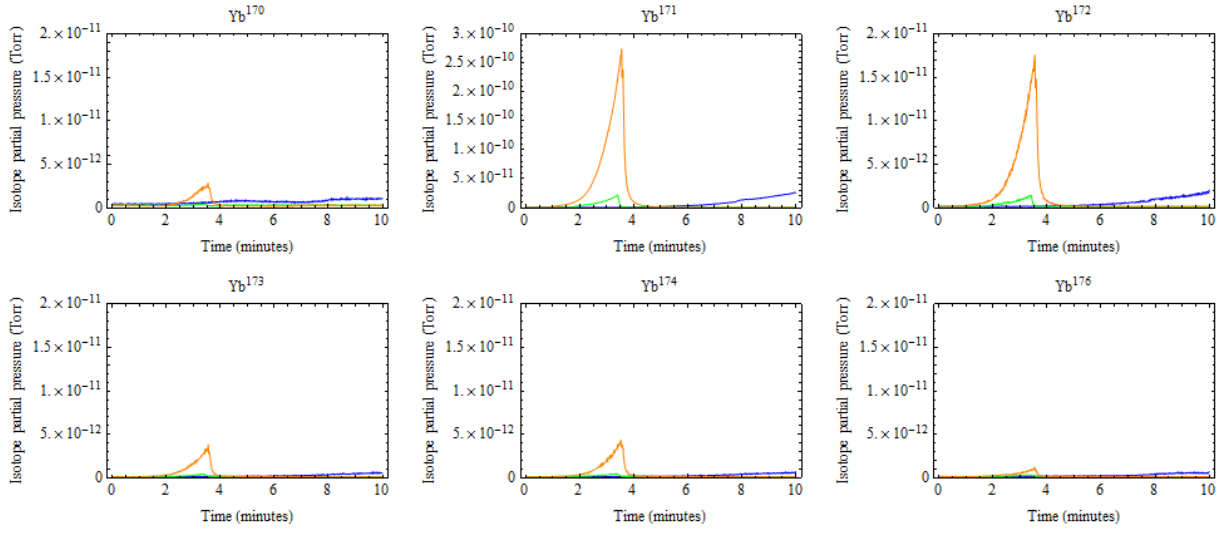 Yb170
Isotope partial pressure (Torr)
2.×10-11
1.5×10-11
1.×10-11
5.×10-12
0
0 2 4 6 8 10
Time (minutes)
Yb171
Isotope partial pressure (Torr)
3.×10-10
2.5×10-10
2.×10-10
1.5×10-10
1.×10-10
5.×10-11
0
0 2 4 6 8 10
Time (minutes)
Yb172
Isotope partial pressure (Torr)
2.×10-11
1.5×10-11
1.×10-11
5.×10-12
0
0 2 4 6 8 10
Time (minutes)
Yb173
Isotope partial pressure (Torr)
2.×10-11
1.5×10-11
1.×10-11
5.×10-12
0
0 2 4 6 8 10
Time (minutes)
Yb174
Isotope partial pressure (Torr)
2.×10-11
1.5×10-11
1.×10-11
5.×10-12
0
0 2 4 6 8 10
Time (minutes)
Yb176
Isotope partial pressure (Torr)
2.×10-11
1.5×10-11
1.×10-11
5.×10-12
0
0 2 4 6 8 10
Time (minutes)